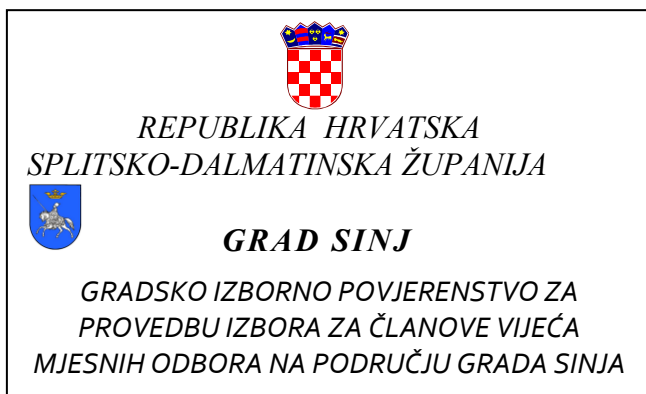 REPUBLIKA HRVATSKA
SPLITSKO-DALMATINSKA ŽUPANIJA
GRAD SINJ
GRADSKO IZBORNO POVJERENSTVO ZA
PROVEDBU IZBORA ZA ČLANOVE VIJEĆA
MJESNIH ODBORA NA PODRUČJU GRADA SINJA